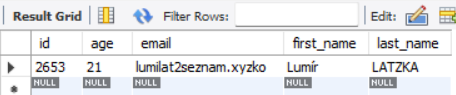 Result Grid Filter Rows: Edit:
id age email first_name last_name
2653 21 lumilat2seznam.xyzko Lumír LATZKA
NULL NULL NULL NULL NULL